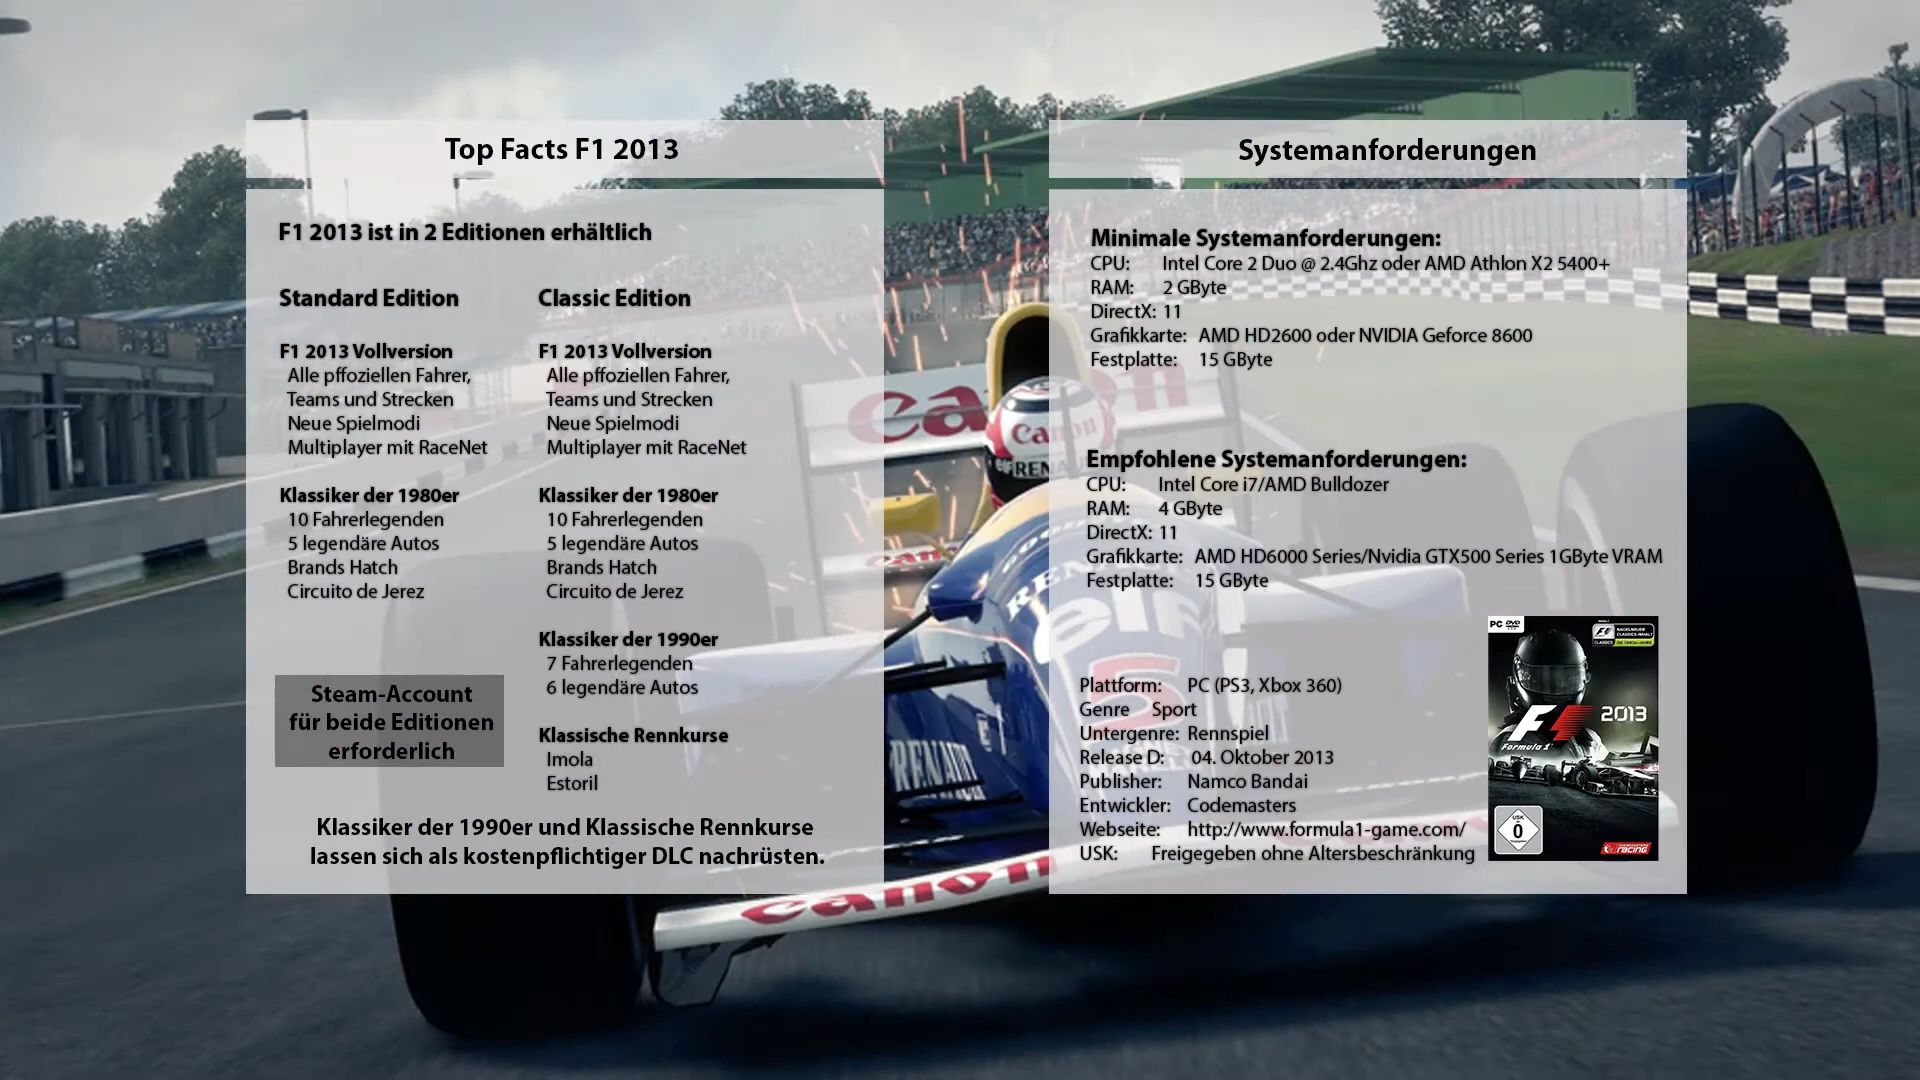 Top Facts F1 2013
F1 2013 ist in 2 Editionen erhältlich
Standard Edition
F1 2013 Vollversion
Alle pffoziellen Fahrer,
Teams und Strecken
Neue Spielmodi
Multiplayer mit RaceNet
Klassiker der 1980er
10 Fahrerlegenden
5 legendäre Autos
Brands Hatch
Circuito de Jerez
Steam-Account
für beide Editionen
erforderlich
Classic Edition
F1 2013 Vollversion
Alle pffoziellen Fahrer,
Teams und Strecken
Neue Spielmodi
Multiplayer mit RaceNet
Klassiker der 1980er
10 Fahrerlegenden
5 legendäre Autos
Brands Hatch
Circuito de Jerez
Klassiker der 1990er
7 Fahrerlegenden
6 legendäre Autos
Klassische Rennkurse
Imola
Estoril
Klassiker der 1990er und Klassische Rennkurse
lassen sich als kostenpflichtiger DLC nachrüsten.
Systemanforderungen
Minimale Systemanforderungen:
CPU: Intel Core 2 Duo @ 2.4Ghz oder AMD Athlon X2 5400+
RAM: 2 GByte
DirectX: 11
Grafikkarte: AMD HD2600 oder NVIDIA Geforce 8600
Festplatte: 15 GByte
Empfohlene Systemanforderungen:
CPU: Intel Core i7/AMD Bulldozer
RAM: 4 GByte
DirectX: 11
Grafikkarte: AMD HD6000 Series/Nvidia GTX500 Series 1GByte VRAM
Festplatte: 15 GByte
Plattform: PC (PS3, Xbox 360)
Genre Sport
Untergenre: Rennspiel
Release D: 04. Oktober 2013
Publisher: Namco Bandai
Entwickler: Codemasters
Webseite: http://www.formula1-game.com/
USK: Freigegeben ohne Altersbeschränkung
PC DVD
F1 2013
Formula 1
USK
0
racing
Canon
elf RENA
RENAULT
elf
5
RENAULT
Canon